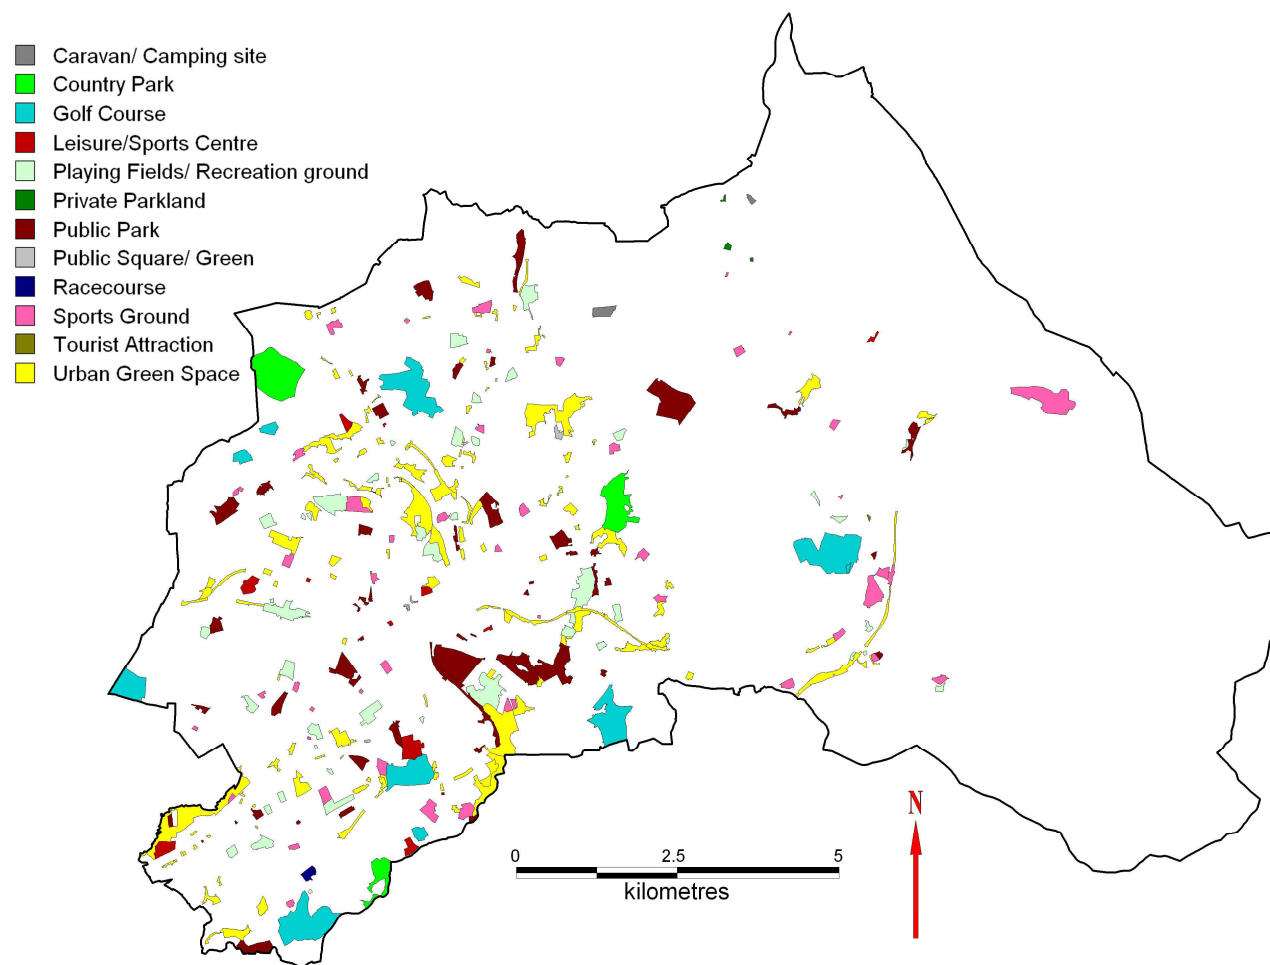 Caravan/ Camping site
Country Park
Golf Course
Leisure/Sports Centre
Playing Fields/ Recreation ground
Private Parkland
Public Park
Public Square/ Green
Racecourse
Sports Ground
Tourist Attraction
Urban Green Space
N
0 2.5 5
kilometres